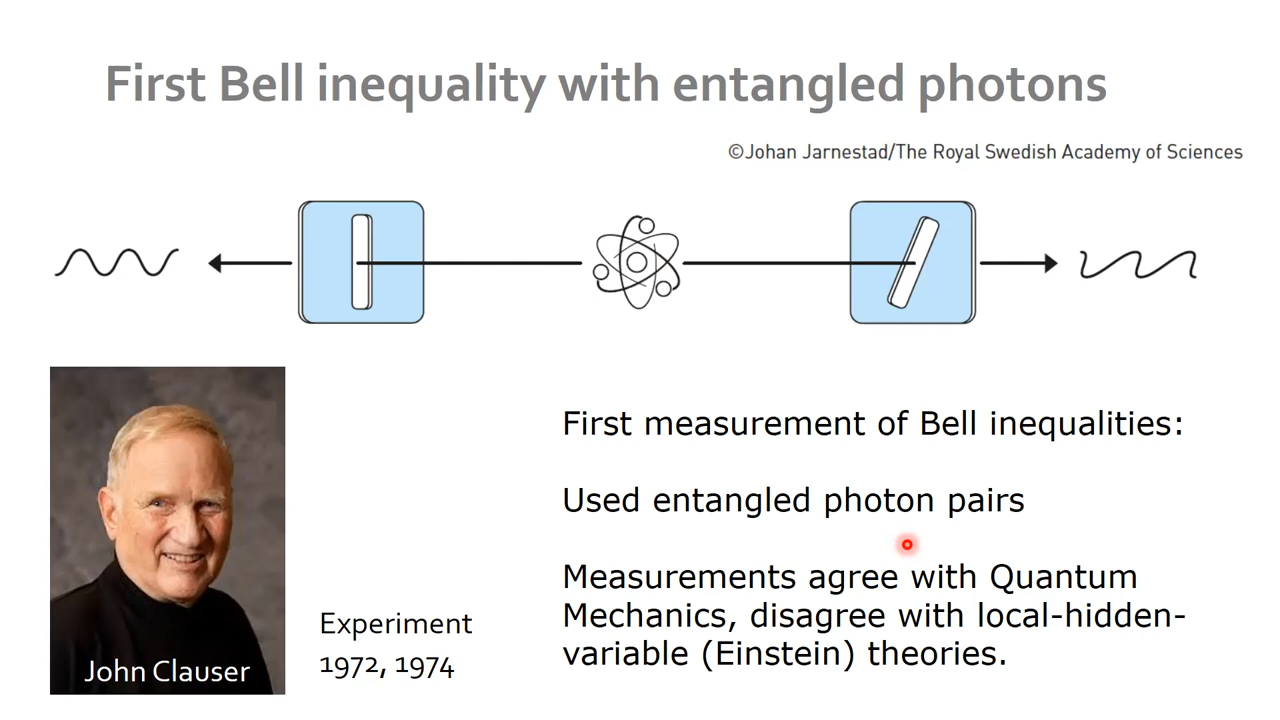 First Bell inequality with entangled photons
©Johan Jarnestad/The Royal Swedish Academy of Sciences
First measurement of Bell inequalities:
Used entangled photon pairs
Measurements agree with Quantum
Mechanics, disagree with local-hidden-
variable (Einstein) theories.
Experiment
1972, 1974
John Clauser